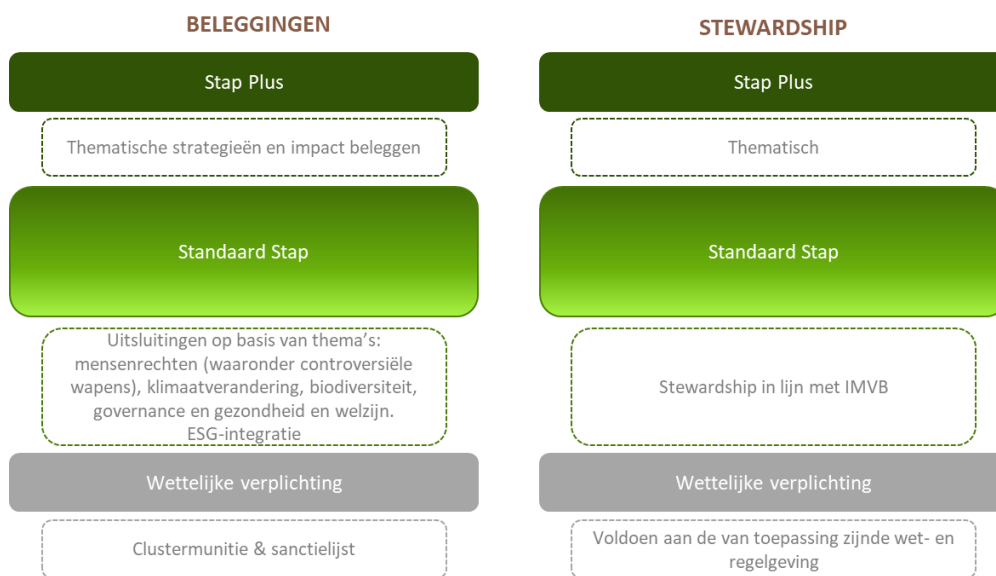 BELEGGINGEN
Stap Plus
Thematische strategieën en impact beleggen
Standaard Stap
Uitsluitingen op basis van thema's:
mensenrechten (waaronder controversiële
wapens), klimaatverandering, biodiversiteit,
governance en gezondheid en welzijn.
ESG-integratie
Wettelijke verplichting
Clustermunitie & sanctielijst
STEWARDSHIP
Stap Plus
Thematisch
Standaard Stap
Stewardship in lijn met IMVB
Wettelijke verplichting
Voldoen aan de van toepassing zijnde wet- en
regelgeving